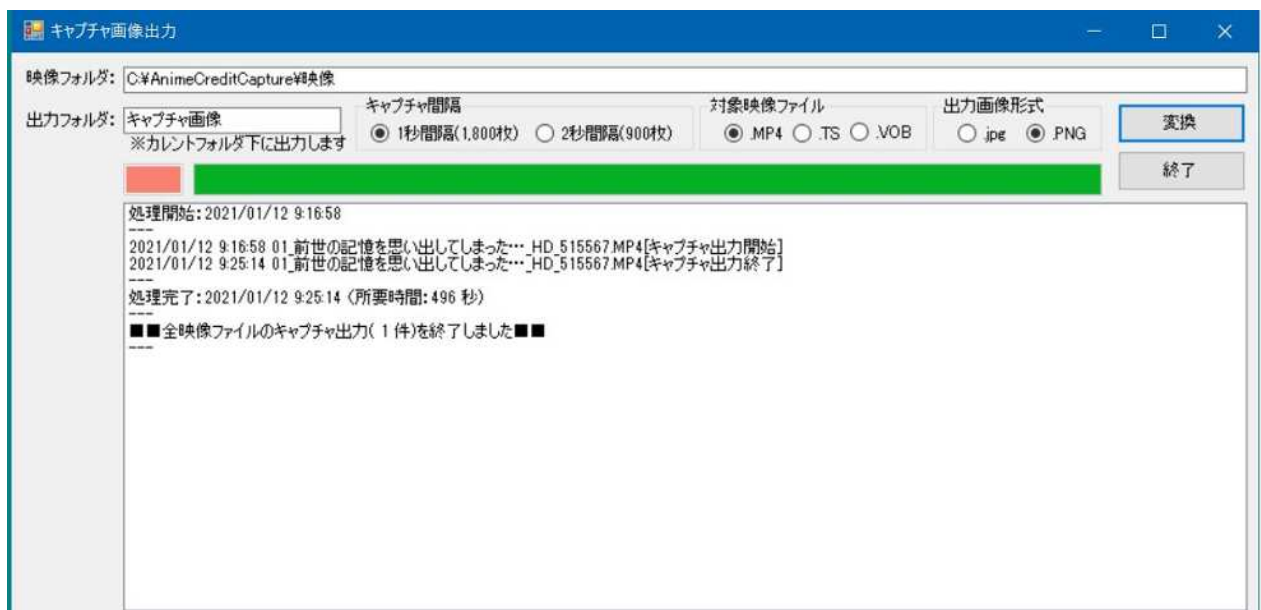 キャプチャ画像出力
映像フォルダ: C:¥AnimeCreditCapture¥映像
出力フォルダ: キャプチャ画像
※カレントフォルダ下に出力します
キャプチャ間隔
1秒間隔(1,800枚) 2秒間隔(900枚)
対象映像ファイル
.MP4 .TS .VOB
出力画像形式
.jpg .PNG
変換
終了
処理開始:2021/01/12 9:16:58
---
2021/01/12 9:16:58 01_前世の記憶を思い出してしまった…_HD_515567.MP4[キャプチャ出力開始]
2021/01/12 9:25:14 01_前世の記憶を思い出してしまった…_HD_515567.MP4[キャプチャ出力終了]
---
処理完了:2021/01/12 9:25:14 (所要時間:496 秒)
---
■■全映像ファイルのキャプチャ出力( 1 件)を終了しました■■
---